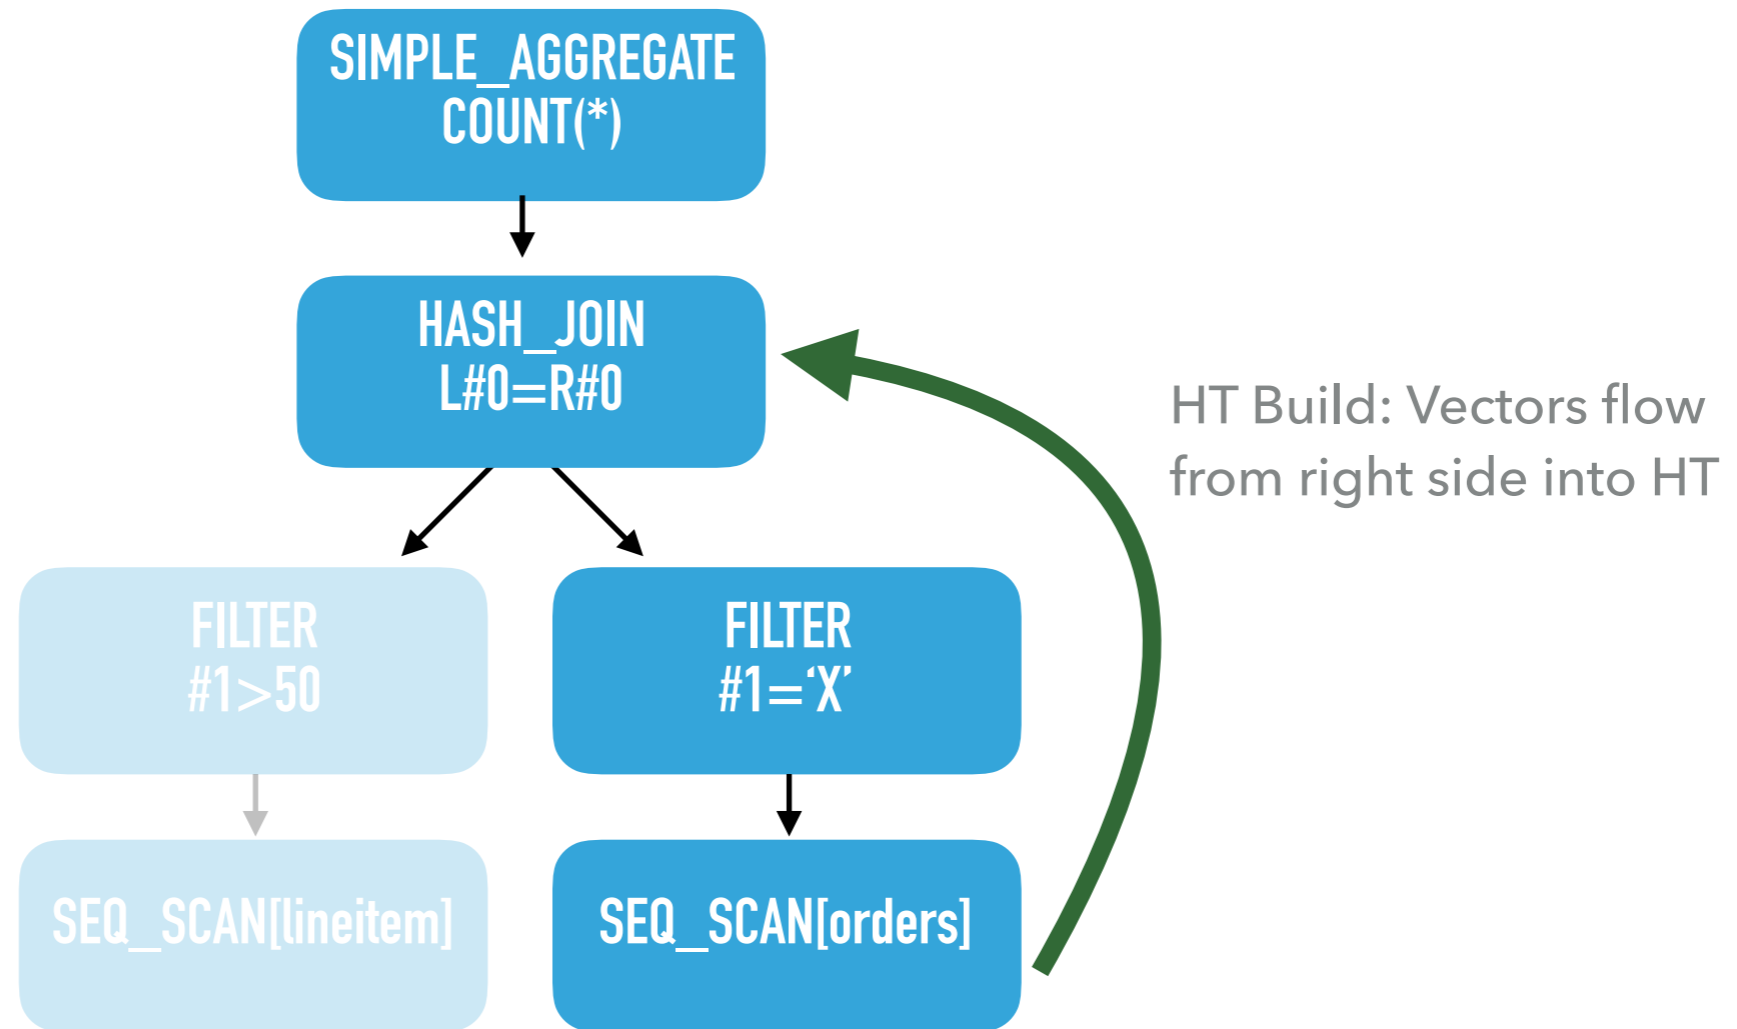 SIMPLE_AGGREGATE
COUNT(*)
HASH_JOIN
L#0=R#0
HT Build: Vectors flow
from right side into HT
FILTER
#1>50
FILTER
#1=‘X’
SEQ_SCAN[lineitem]
SEQ_SCAN[orders]